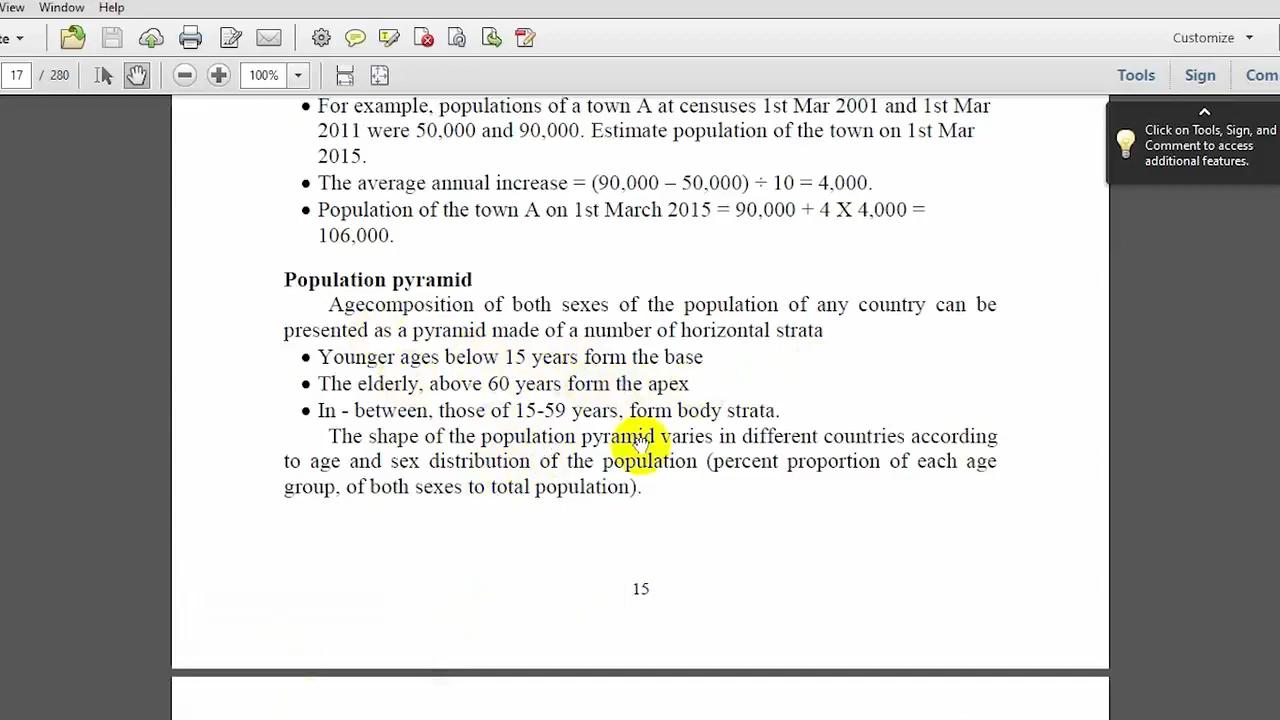 View Window Help
te Customize
17 / 280 100% Tools Sign Com
Click on Tools, Sign, and
Comment to access
additional features.
• For example, populations of a town A at censuses 1st Mar 2001 and 1st Mar
2011 were 50,000 and 90,000. Estimate population of the town on 1st Mar
2015.
• The average annual increase = (90,000 – 50,000) ÷ 10 = 4,000.
• Population of the town A on 1st March 2015 = 90,000 + 4 X 4,000 =
106,000.
Population pyramid
Agecomposition of both sexes of the population of any country can be
presented as a pyramid made of a number of horizontal strata
• Younger ages below 15 years form the base
• The elderly, above 60 years form the apex
• In - between, those of 15-59 years, form body strata.
The shape of the population pyramid varies in different countries according
to age and sex distribution of the population (percent proportion of each age
group, of both sexes to total population).
15